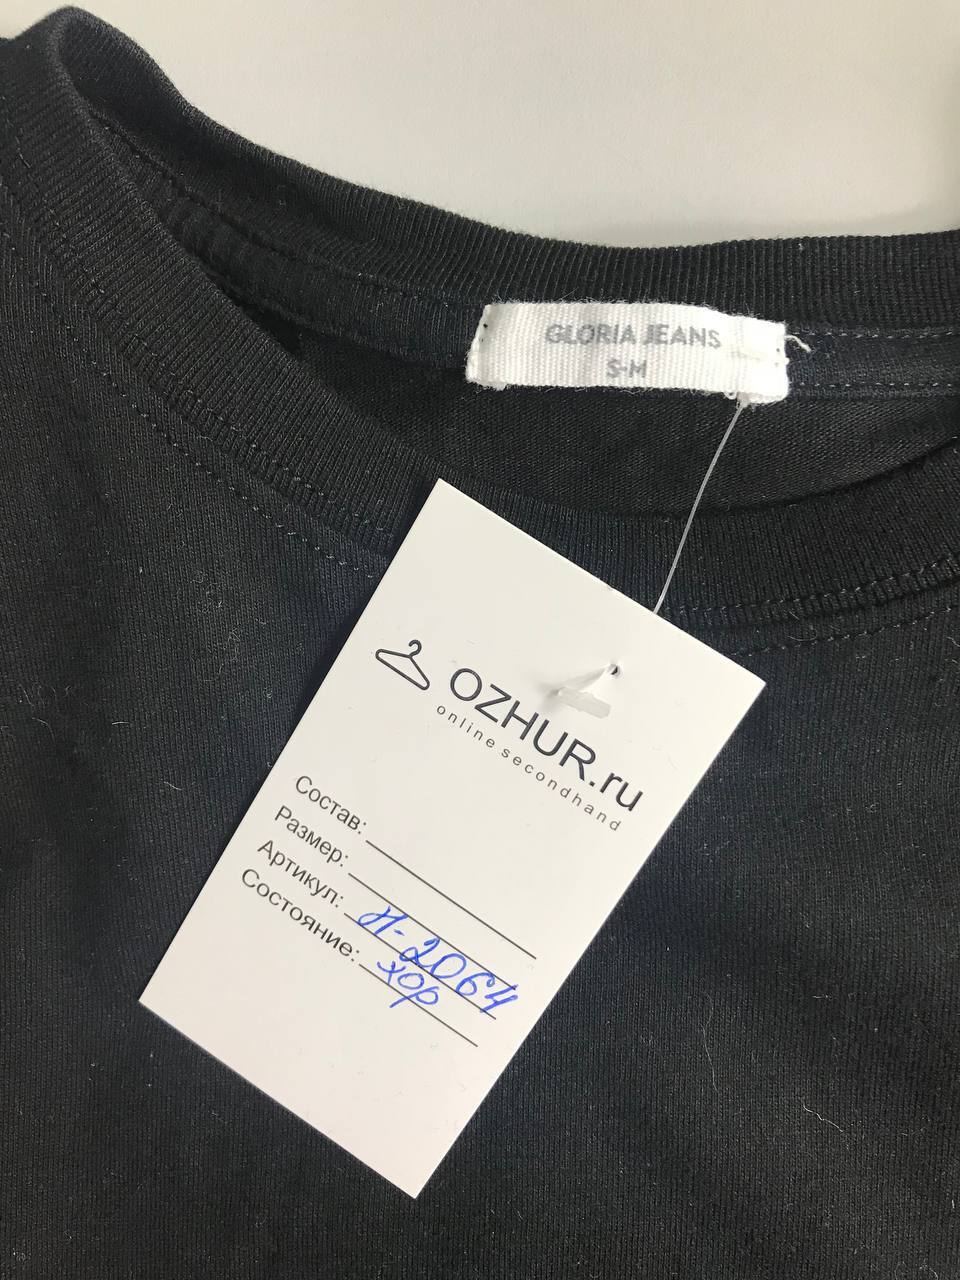 GLORIA JEANS
S-M
OZHUR.ru
online secondhand
Состав:
Размер:
Артикул: Н-2064
Состояние: хор